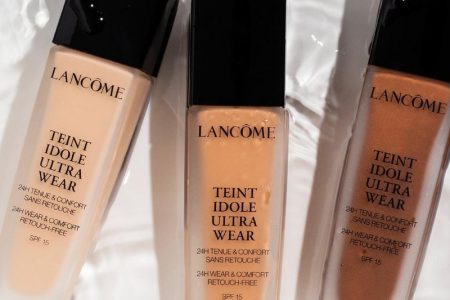 LANCÔME
TEINT
IDOLE
ULTRA
WEAR
24H TENUE & CONFORT
SANS RETOUCHE
24H WEAR & COMFORT
RETOUCH-FREE
SPF 15
LANCÔME
TEINT
IDOLE
ULTRA
WEAR
24H TENUE & CONFORT
SANS RETOUCHE
24H WEAR & COMFORT
RETOUCH-FREE
SPF 15
LANCÔME
TEINT
IDOLE
ULTRA
WEAR
24H TENUE & CONFORT
SANS RETOUCHE
24H WEAR & COMFORT
RETOUCH-FREE
SPF 15